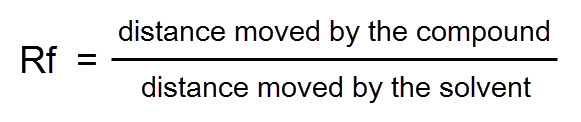 distance moved by the compound
Rf =
distance moved by the solvent